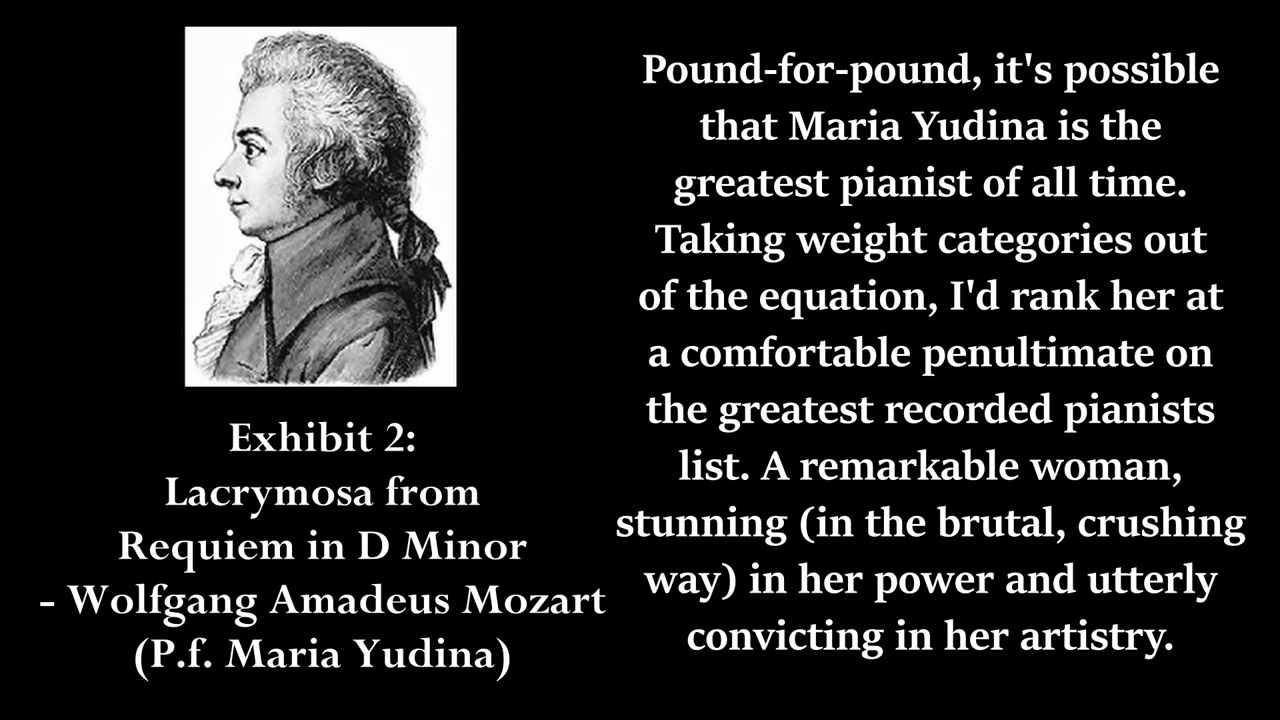 Exhibit 2:
Lacrymosa from
Requiem in D Minor
- Wolfgang Amadeus Mozart
(P.f. Maria Yudina)
Pound-for-pound, it's possible
that Maria Yudina is the
greatest pianist of all time.
Taking weight categories out
of the equation, I'd rank her at
a comfortable penultimate on
the greatest recorded pianists
list. A remarkable woman,
stunning (in the brutal, crushing
way) in her power and utterly
convicting in her artistry.